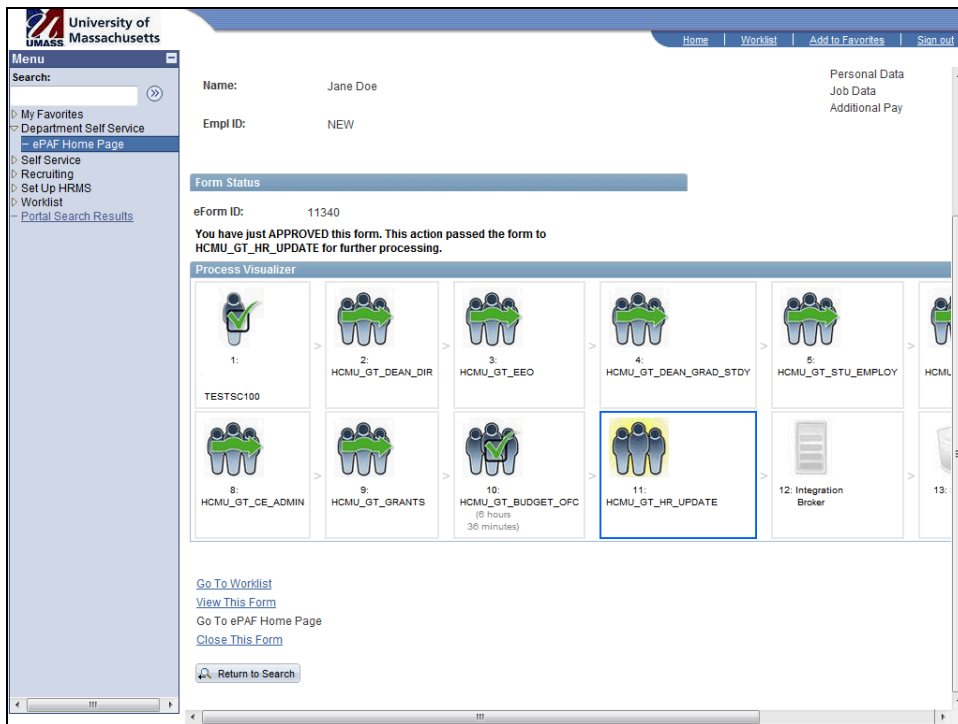 University of
Massachusetts
UMASS
Home | Worklist | Add to Favorites | Sign out
Menu
Search:
My Favorites
Department Self Service
ePAF Home Page
Self Service
Recruiting
Set Up HRMS
Worklist
Portal Search Results
Personal Data
Job Data
Additional Pay
Name: Jane Doe
Empl ID: NEW
Form Status
eForm ID: 11340
You have just APPROVED this form. This action passed the form to
HCMU_GT_HR_UPDATE for further processing.
Process Visualizer
1:
TESTSC100
>
2:
HCMU_GT_DEAN_DIR
>
3:
HCMU_GT_EEO
>
4:
HCMU_GT_DEAN_GRAD_STDY
>
5:
HCMU_GT_STU_EMPLOY
>
HCMU
8:
HCMU_GT_CE_ADMIN
>
9:
HCMU_GT_GRANTS
>
10:
HCMU_GT_BUDGET_OFC
(6 hours
36 minutes)
>
11:
HCMU_GT_HR_UPDATE
>
12: Integration
Broker
>
13:
Go To Worklist
View This Form
Go To ePAF Home Page
Close This Form
Return to Search